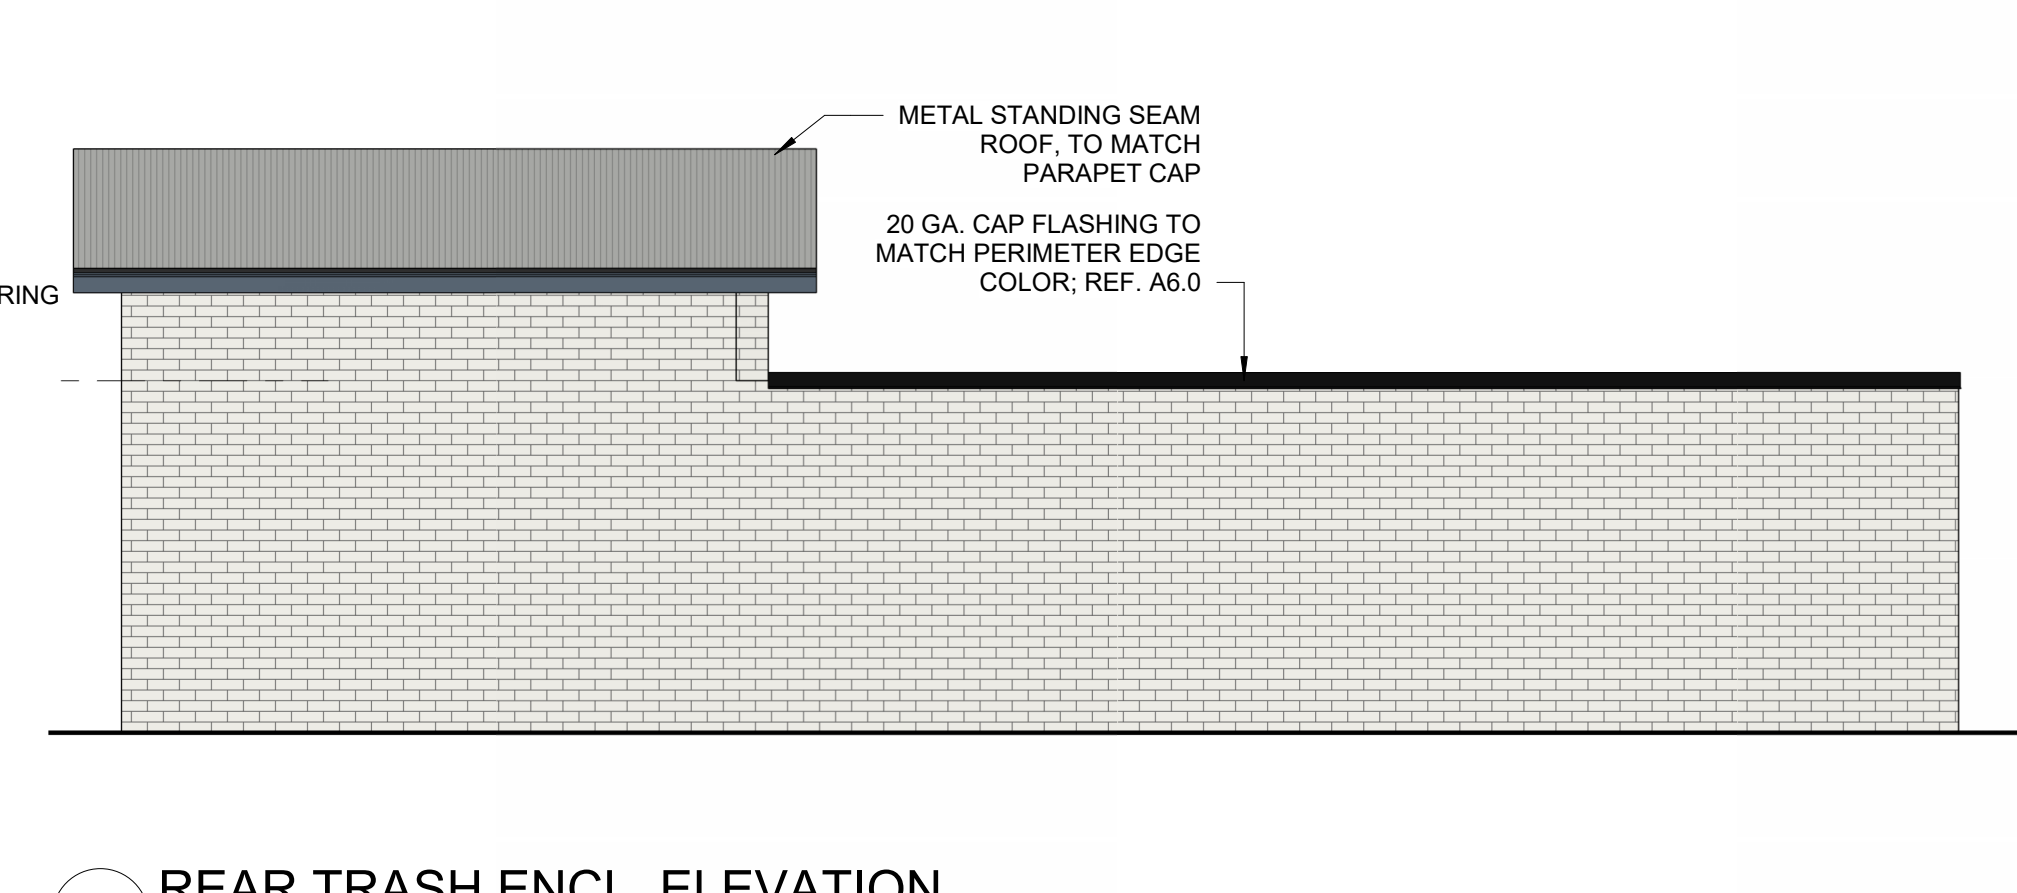 METAL STANDING SEAM
ROOF, TO MATCH
PARAPET CAP
20 GA. CAP FLASHING TO
MATCH PERIMETER EDGE
COLOR; REF. A6.0
RING
REAR TRASH ENCL. ELEVATION